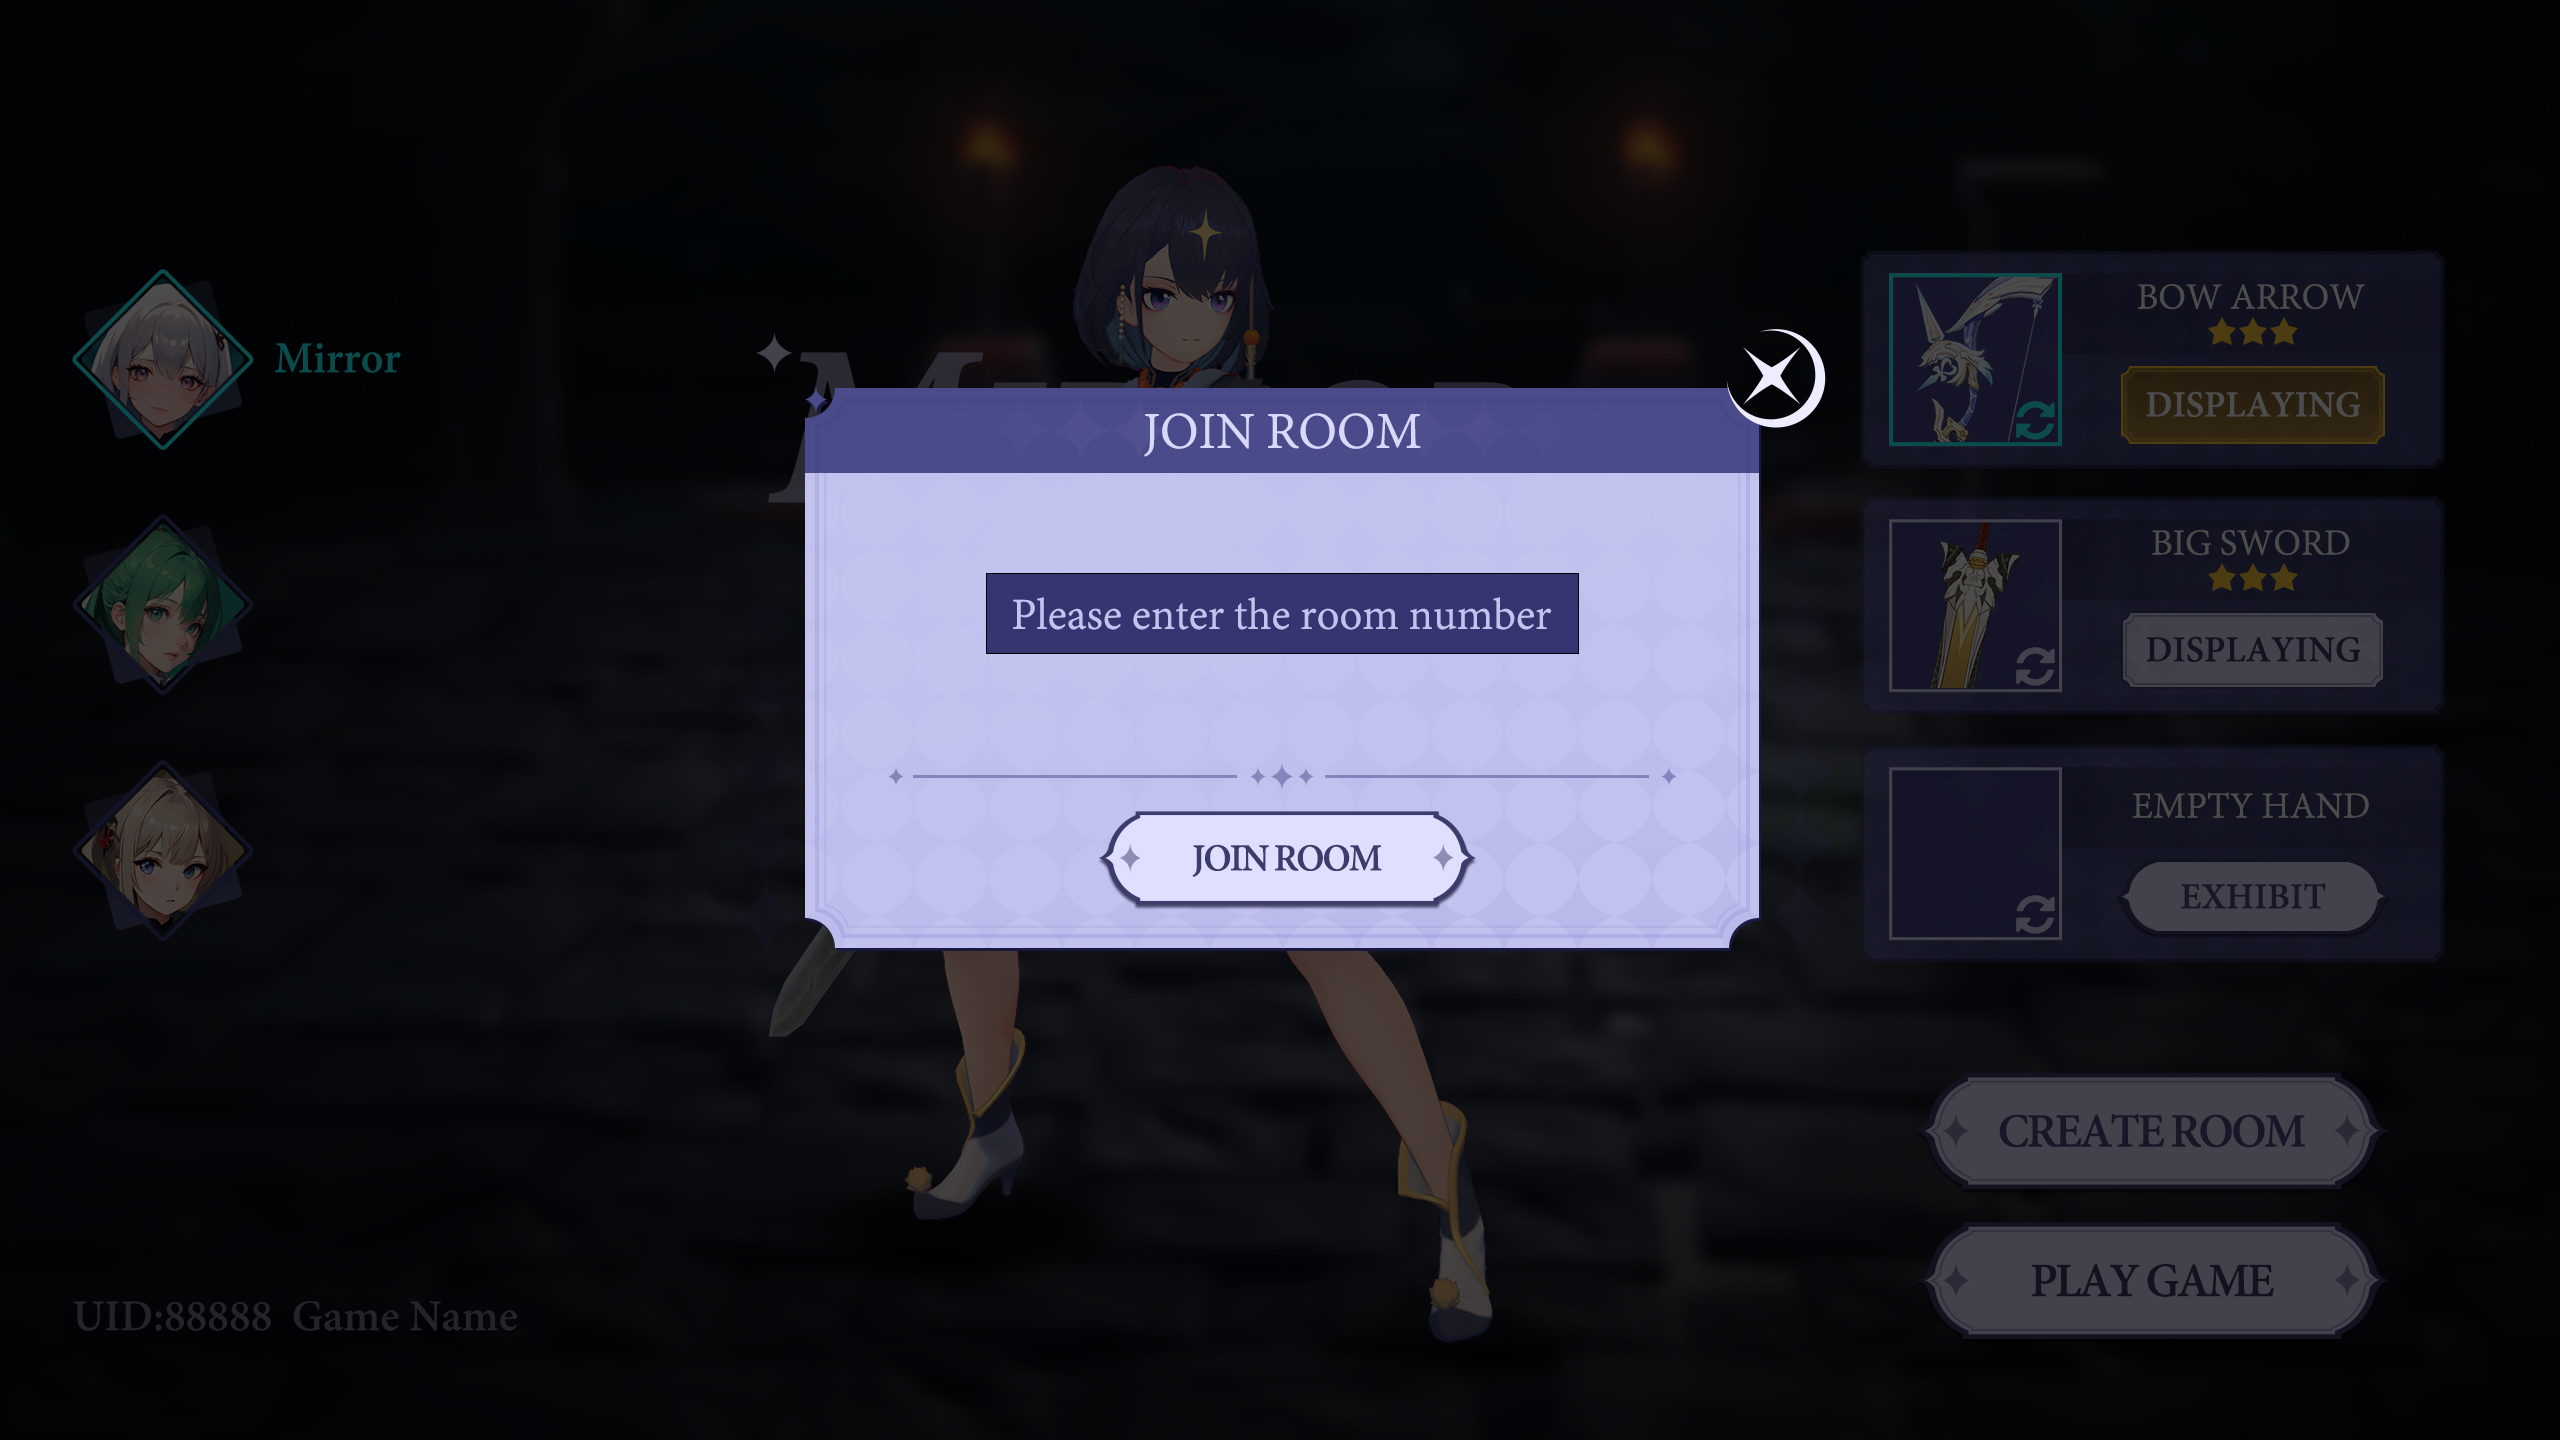 Mirror
JOIN ROOM
Please enter the room number
JOIN ROOM
BOW ARROW
DISPLAYING
BIG SWORD
DISPLAYING
EMPTY HAND
EXHIBIT
CREATE ROOM
PLAY GAME
UID:88888 Game Name